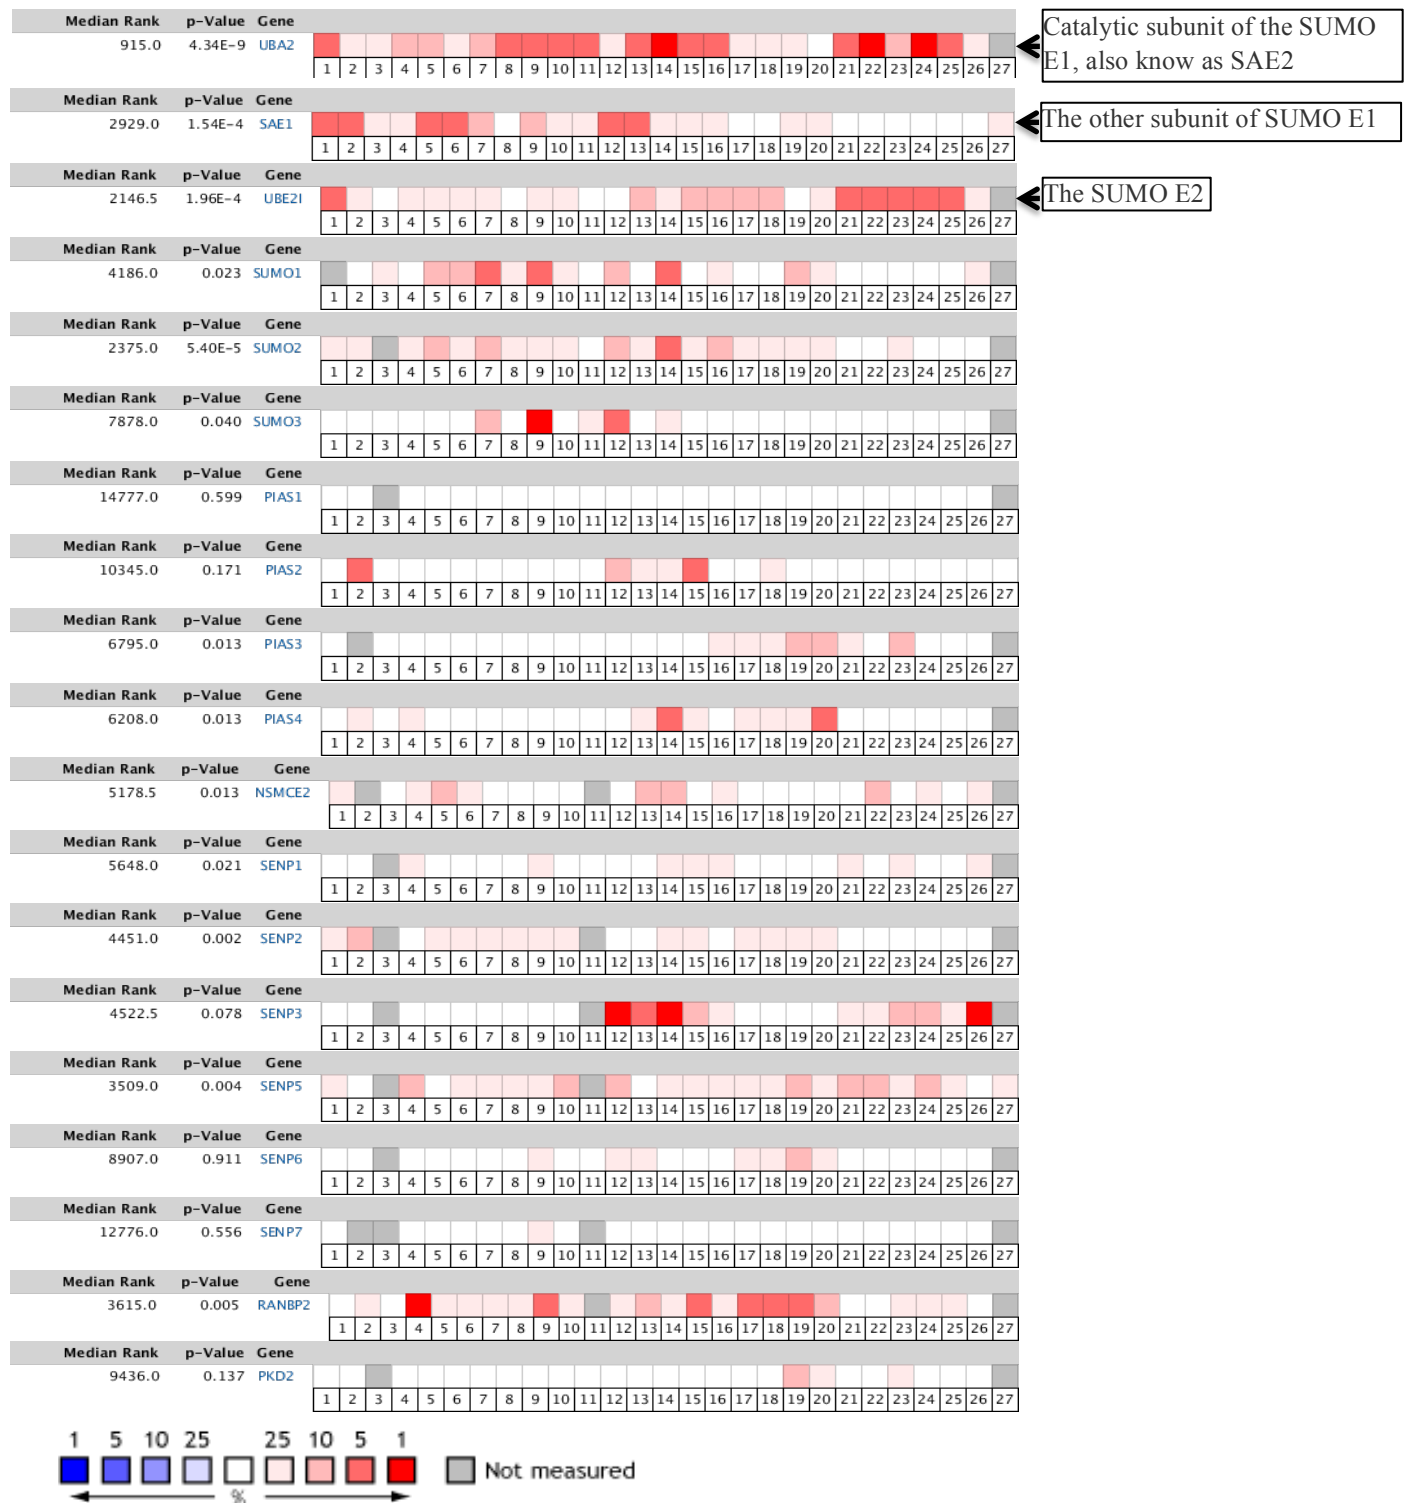 Median Rank p-Value Gene
915.0 4.34E-9 UBA2
Catalytic subunit of the SUMO
E1, also know as SAE2
1 2 3 4 5 6 7 8 9 10 11 12 13 14 15 16 17 18 19 20 21 22 23 24 25 26 27
Median Rank p-Value Gene
2929.0 1.54E-4 SAE1
The other subunit of SUMO E1
1 2 3 4 5 6 7 8 9 10 11 12 13 14 15 16 17 18 19 20 21 22 23 24 25 26 27
Median Rank p-Value Gene
2146.5 1.96E-4 UBE2I
The SUMO E2
1 2 3 4 5 6 7 8 9 10 11 12 13 14 15 16 17 18 19 20 21 22 23 24 25 26 27
Median Rank p-Value Gene
4186.0 0.023 SUMO1
1 2 3 4 5 6 7 8 9 10 11 12 13 14 15 16 17 18 19 20 21 22 23 24 25 26 27
Median Rank p-Value Gene
2375.0 5.40E-5 SUMO2
1 2 3 4 5 6 7 8 9 10 11 12 13 14 15 16 17 18 19 20 21 22 23 24 25 26 27
Median Rank p-Value Gene
7878.0 0.040 SUMO3
1 2 3 4 5 6 7 8 9 10 11 12 13 14 15 16 17 18 19 20 21 22 23 24 25 26 27
Median Rank p-Value Gene
14777.0 0.599 PIAS1
1 2 3 4 5 6 7 8 9 10 11 12 13 14 15 16 17 18 19 20 21 22 23 24 25 26 27
Median Rank p-Value Gene
10345.0 0.171 PIAS2
1 2 3 4 5 6 7 8 9 10 11 12 13 14 15 16 17 18 19 20 21 22 23 24 25 26 27
Median Rank p-Value Gene
6795.0 0.013 PIAS3
1 2 3 4 5 6 7 8 9 10 11 12 13 14 15 16 17 18 19 20 21 22 23 24 25 26 27
Median Rank p-Value Gene
6208.0 0.013 PIAS4
1 2 3 4 5 6 7 8 9 10 11 12 13 14 15 16 17 18 19 20 21 22 23 24 25 26 27
Median Rank p-Value Gene
5178.5 0.013 NSMCE2
1 2 3 4 5 6 7 8 9 10 11 12 13 14 15 16 17 18 19 20 21 22 23 24 25 26 27
Median Rank p-Value Gene
5648.0 0.021 SENP1
1 2 3 4 5 6 7 8 9 10 11 12 13 14 15 16 17 18 19 20 21 22 23 24 25 26 27
Median Rank p-Value Gene
4451.0 0.002 SENP2
1 2 3 4 5 6 7 8 9 10 11 12 13 14 15 16 17 18 19 20 21 22 23 24 25 26 27
Median Rank p-Value Gene
4522.5 0.078 SENP3
1 2 3 4 5 6 7 8 9 10 11 12 13 14 15 16 17 18 19 20 21 22 23 24 25 26 27
Median Rank p-Value Gene
3509.0 0.004 SENP5
1 2 3 4 5 6 7 8 9 10 11 12 13 14 15 16 17 18 19 20 21 22 23 24 25 26 27
Median Rank p-Value Gene
8907.0 0.911 SENP6
1 2 3 4 5 6 7 8 9 10 11 12 13 14 15 16 17 18 19 20 21 22 23 24 25 26 27
Median Rank p-Value Gene
12776.0 0.556 SENP7
1 2 3 4 5 6 7 8 9 10 11 12 13 14 15 16 17 18 19 20 21 22 23 24 25 26 27
Median Rank p-Value Gene
3615.0 0.005 RANBP2
1 2 3 4 5 6 7 8 9 10 11 12 13 14 15 16 17 18 19 20 21 22 23 24 25 26 27
Median Rank p-Value Gene
9436.0 0.137 PKD2
1 2 3 4 5 6 7 8 9 10 11 12 13 14 15 16 17 18 19 20 21 22 23 24 25 26 27
1 5 10 25 25 10 5 1
Not measured
%